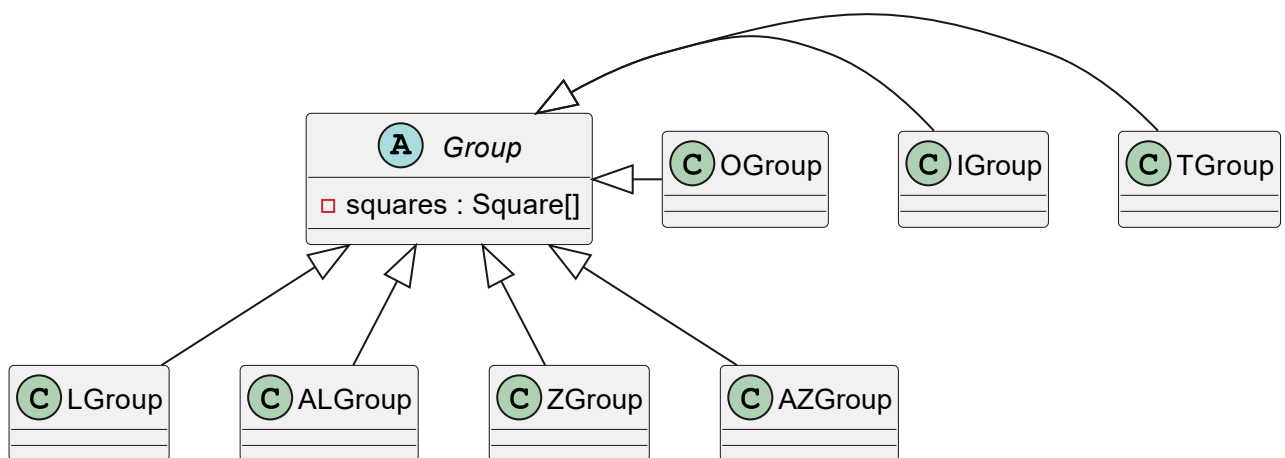 A Group
squares : Square[]
C OGroup
C IGroup
C TGroup
C LGroup
C ALGroup
C ZGroup
C AZGroup